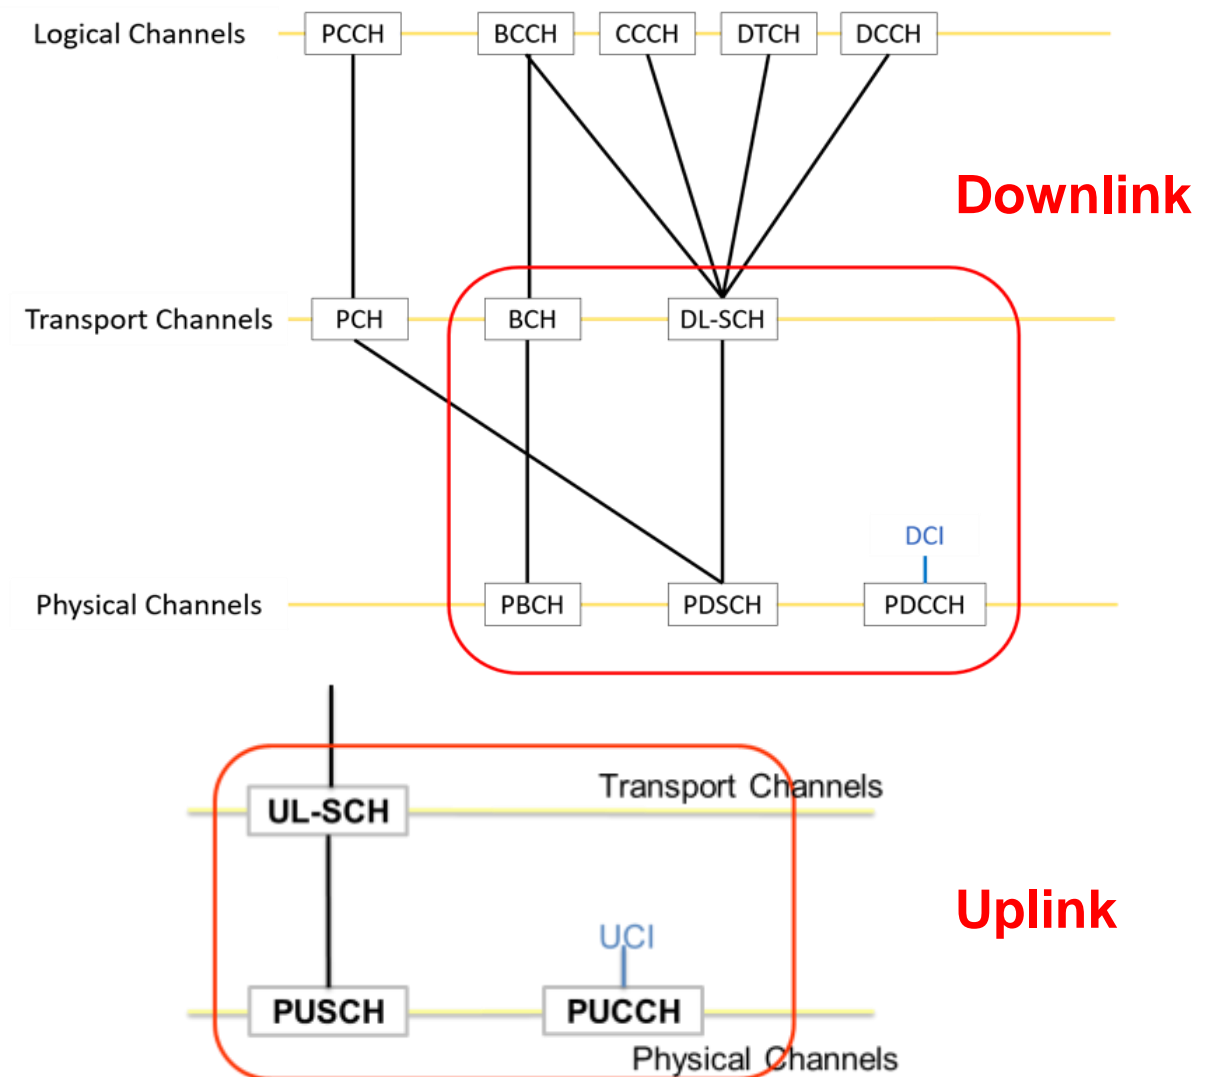 Logical Channels PCCH BCCH CCCH DTCH DCCH
Downlink
Transport Channels PCH BCH DL-SCH
DCI
Physical Channels PBCH PDSCH PDCCH
Transport Channels
UL-SCH
Uplink
UCI
PUSCH PUCCH
Physical Channels